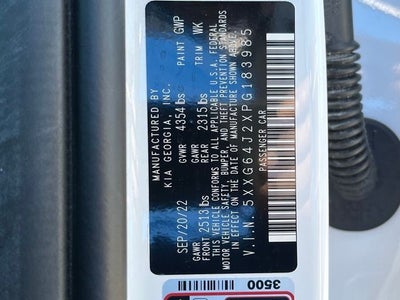 MANUFACTURED BY
KIA GEORGIA, INC.
SEP/20/22 GVWR 4354 lbs PAINT GWP
GAWR FRONT 2513 lbs GAWR REAR 2315 lbs TRIM WK
THIS VEHICLE CONFORMS TO ALL APPLICABLE U.S.A. FEDERAL
MOTOR VEHICLE SAFETY, BUMPER, AND THEFT PREVENTION STANDARDS
IN EFFECT ON THE DATE OF MANUFACTURE SHOWN ABOVE.
V.I.N. 5XXG64J2XPG183985
PASSENGER CAR
3500